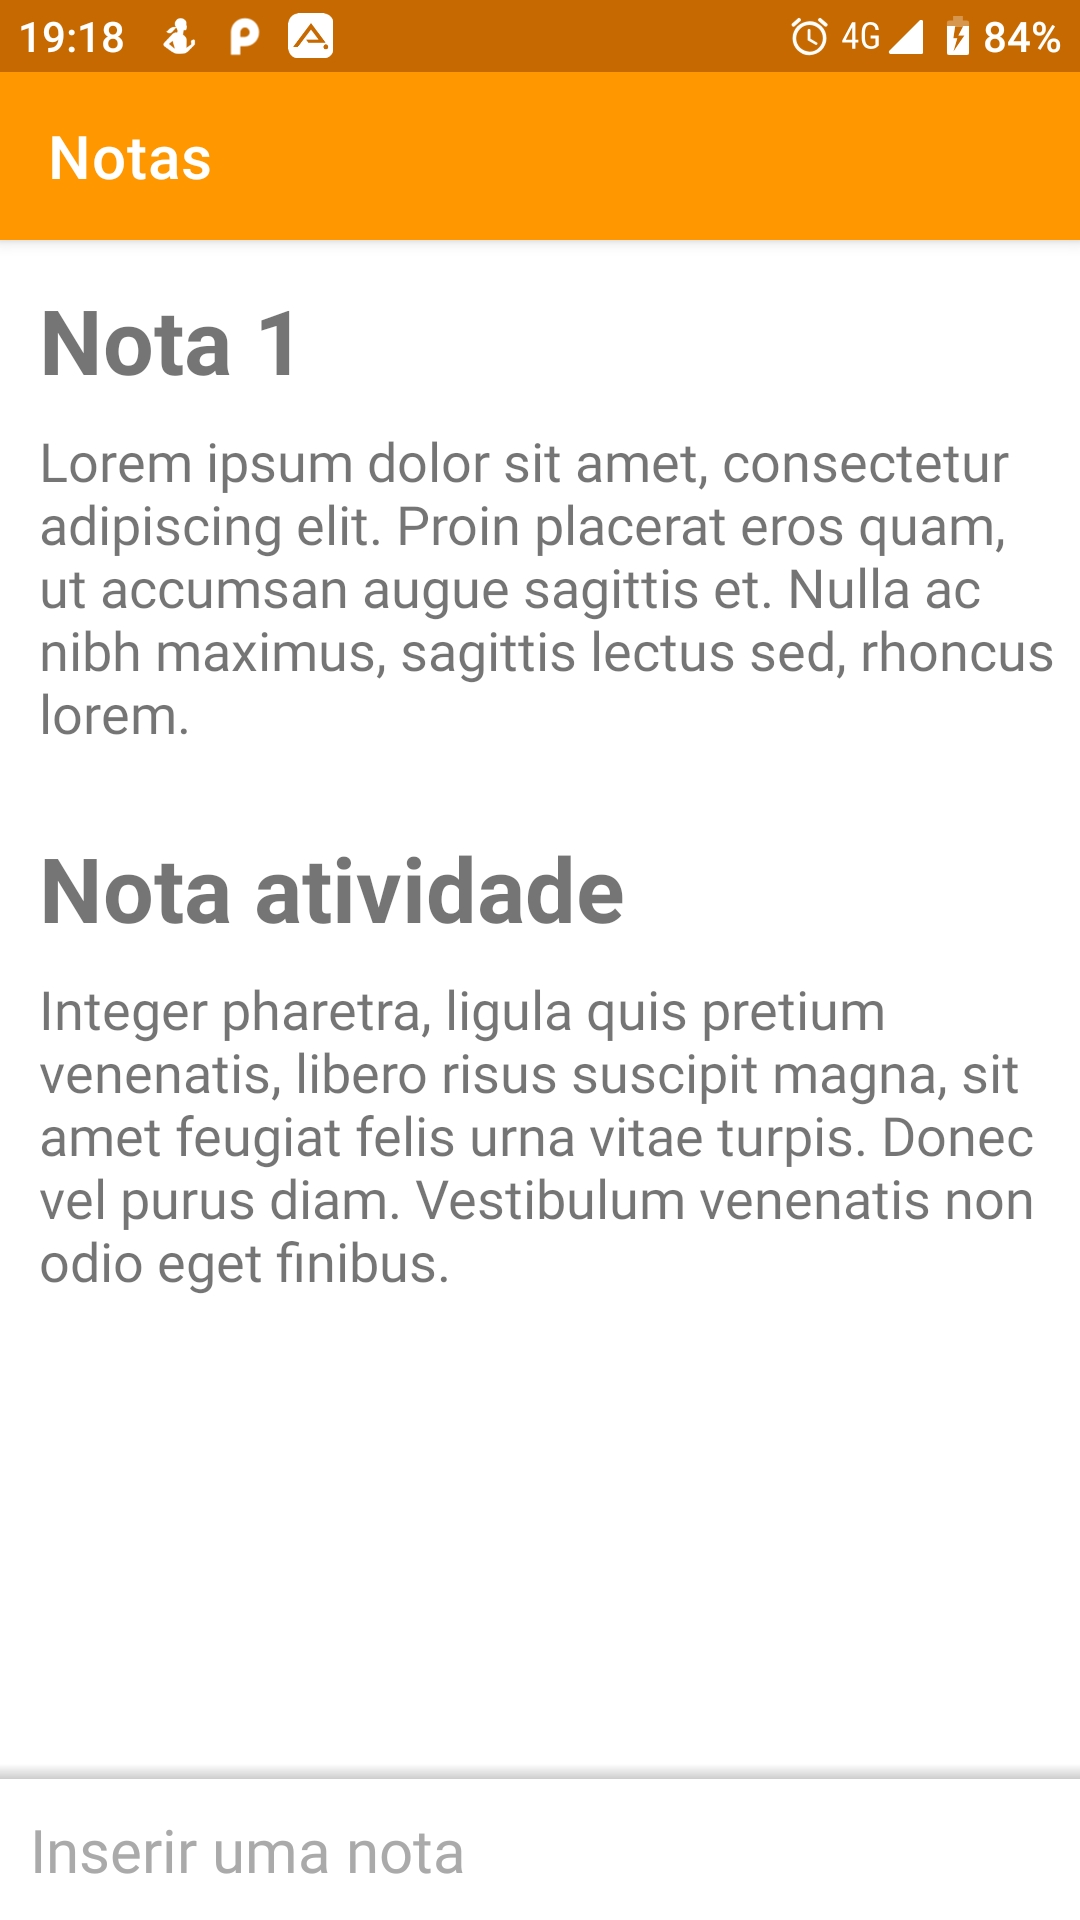 19:18 4G 84%
Notas
Nota 1
Lorem ipsum dolor sit amet, consectetur
adipiscing elit. Proin placerat eros quam,
ut accumsan augue sagittis et. Nulla ac
nibh maximus, sagittis lectus sed, rhoncus
lorem.
Nota atividade
Integer pharetra, ligula quis pretium
venenatis, libero risus suscipit magna, sit
amet feugiat felis urna vitae turpis. Donec
vel purus diam. Vestibulum venenatis non
odio eget finibus.
Inserir uma nota